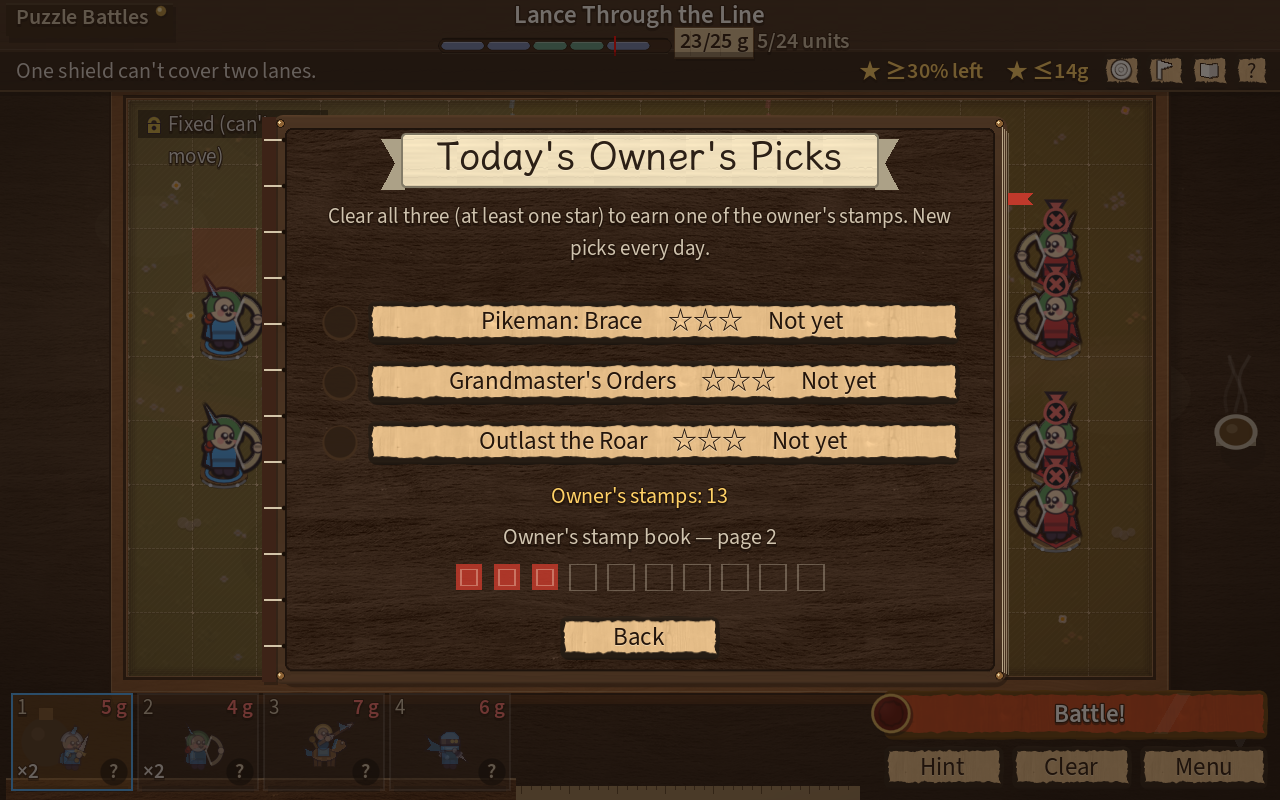 Puzzle Battles
Lance Through the Line
23/25 g 5/24 units
One shield can't cover two lanes.
★ ≥30% left ★ ≤14g
?
Fixed (can't
move)
Today's Owner's Picks
Clear all three (at least one star) to earn one of the owner's stamps. New
picks every day.
Pikeman: Brace ☆☆☆ Not yet
Grandmaster's Orders ☆☆☆ Not yet
Outlast the Roar ☆☆☆ Not yet
Owner's stamps: 13
Owner's stamp book — page 2
Back
1 5 g 2 4 g 3 7 g 4 6 g
×2 ? ×2 ? ? ?
Battle!
Hint Clear Menu